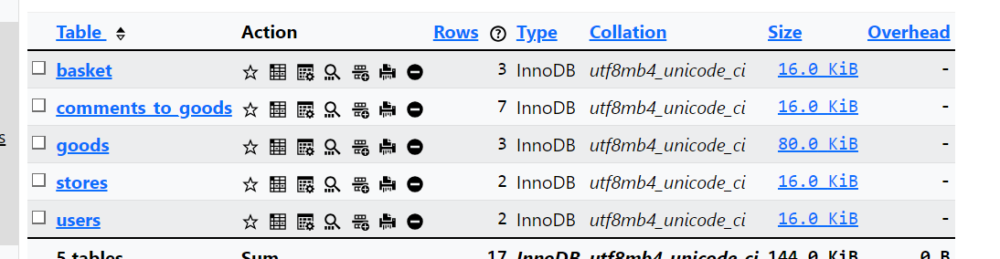 Table Action Rows Type Collation Size Overhead
basket 3 InnoDB utf8mb4_unicode_ci 16.0 KiB -
comments_to_goods 7 InnoDB utf8mb4_unicode_ci 16.0 KiB -
s
goods 3 InnoDB utf8mb4_unicode_ci 80.0 KiB -
stores 2 InnoDB utf8mb4_unicode_ci 16.0 KiB -
users 2 InnoDB utf8mb4_unicode_ci 16.0 KiB -
5 tables Sum 17 InnoDB utf8mb4_unicode_ci 144.0 KiB 0 B